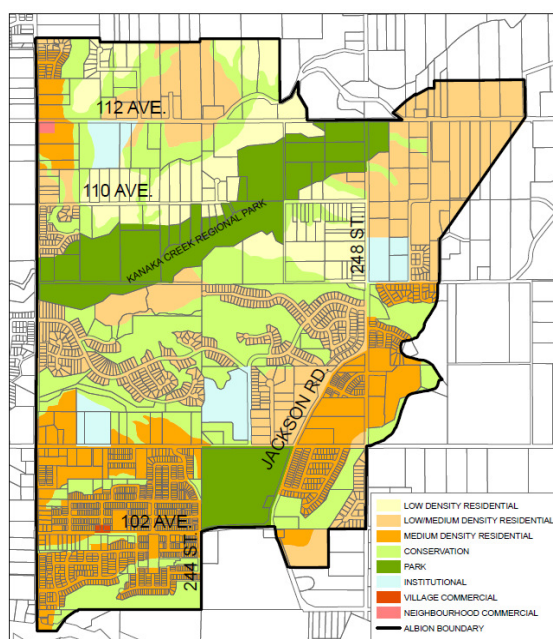 112 AVE.
110 AVE.
KANAKA CREEK REGIONAL PARK
248 ST.
JACKSON RD.
102 AVE.
244 ST.
LOW DENSITY RESIDENTIAL
LOW/MEDIUM DENSITY RESIDENTIAL
MEDIUM DENSITY RESIDENTIAL
CONSERVATION
PARK
INSTITUTIONAL
VILLAGE COMMERCIAL
NEIGHBOURHOOD COMMERCIAL
ALBION BOUNDARY